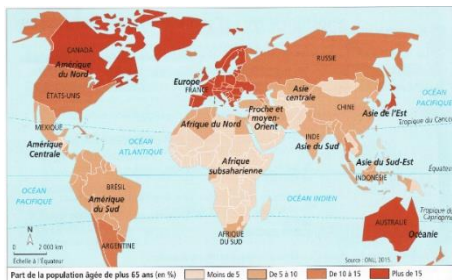 CANADA
Amérique
du Nord
ÉTATS-UNIS
MEXIQUE
Amérique
Centrale
OCÉAN
ATLANTIQUE
OCÉAN
PACIFIQUE
BRÉSIL
Amérique
du Sud
ARGENTINE
Europe
FRANCE
RUSSIE
Asie
centrale
Proche et
moyen-
Orient
CHINE
Asie de l'Est
OCÉAN
PACIFIQUE
Tropique du Cancer
Afrique du Nord
INDE
Asie du Sud
Afrique
subsaharienne
Asie du Sud-Est
INDONÉSIE
Équateur
OCÉAN INDIEN
Tropique du
Capricorne
AUSTRALIE
Océanie
AFRIQUE
DU SUD
N
0 2 000 km
Échelle à l'Équateur
Source : ONU, 2015.
Part de la population âgée de plus 65 ans (en %)
Moins de 5
De 5 à 10
De 10 à 15
Plus de 15